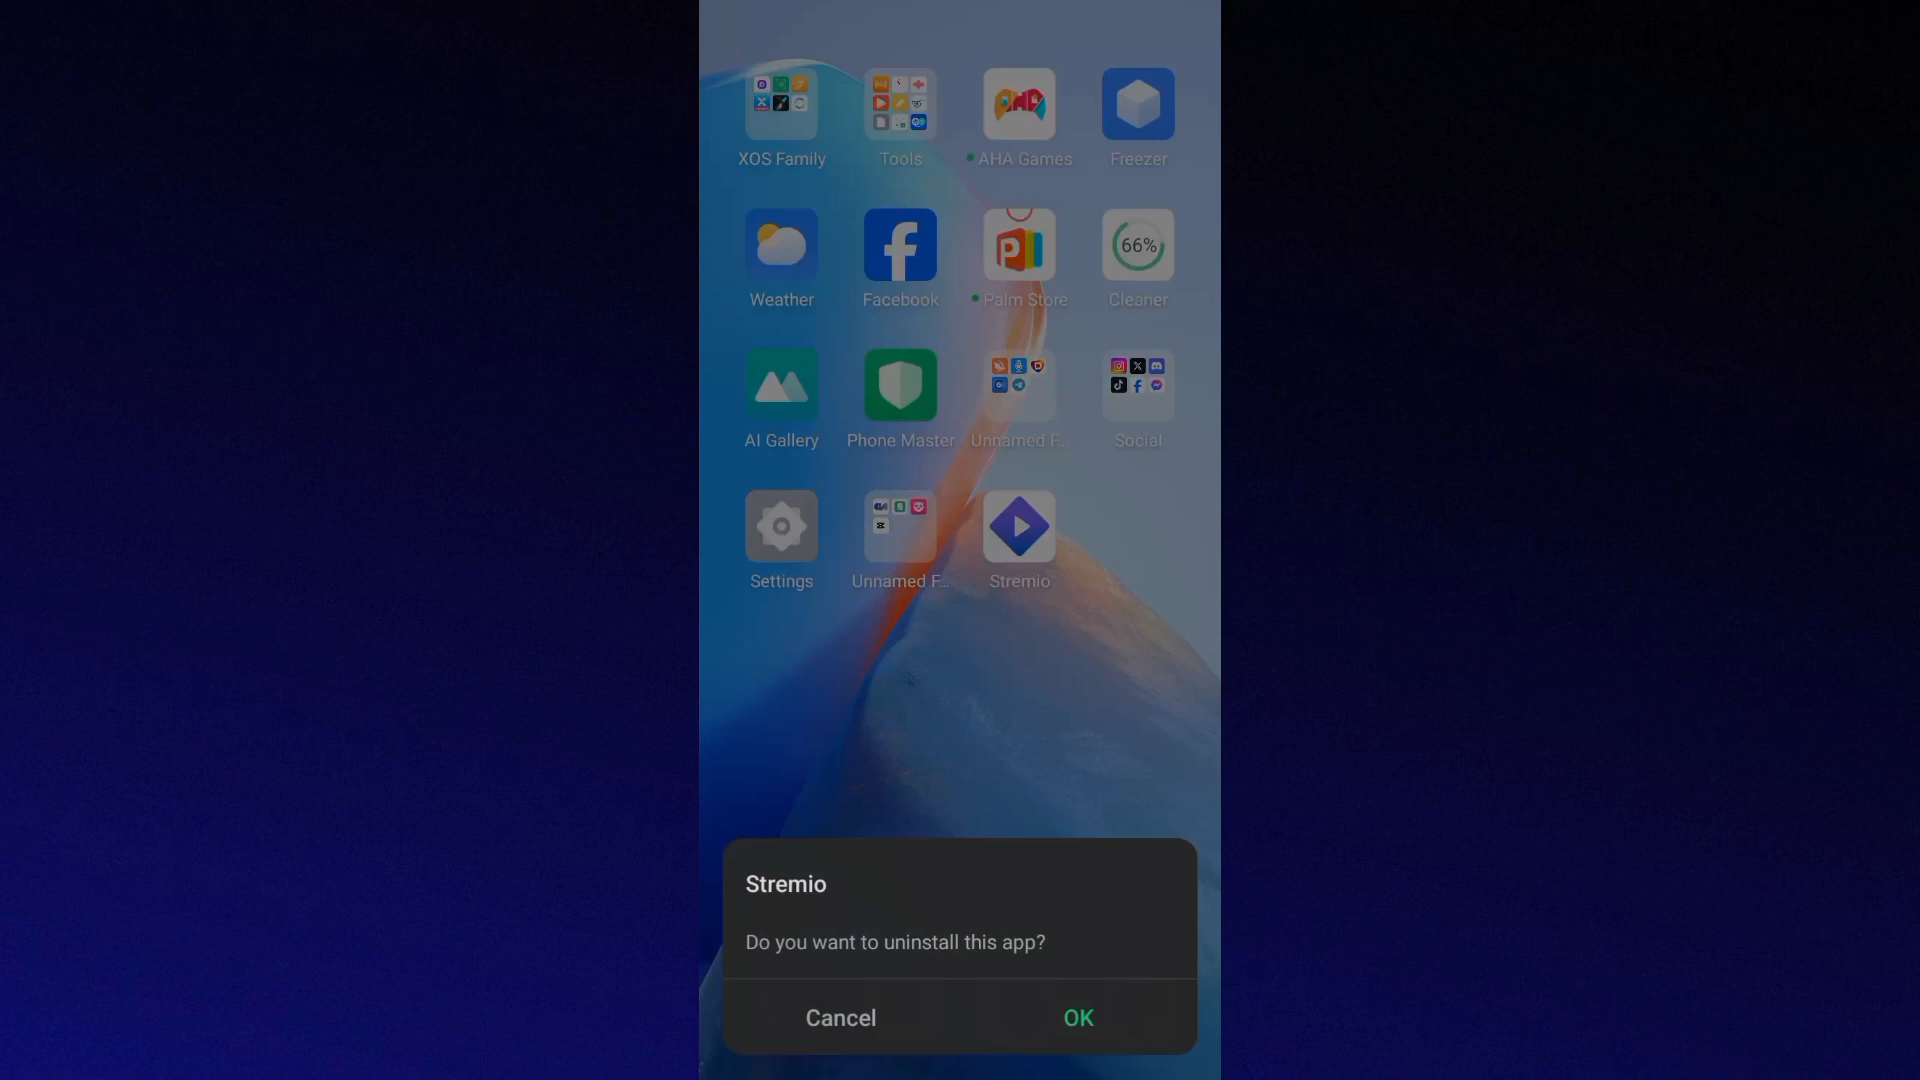 XOS Family
Tools
AHA Games
Freezer
66%
Weather
Facebook
Palm Store
Cleaner
AI Gallery
Phone Master
Unnamed F...
Social
Settings
Unnamed F...
Stremio
Stremio
Do you want to uninstall this app?
Cancel
OK